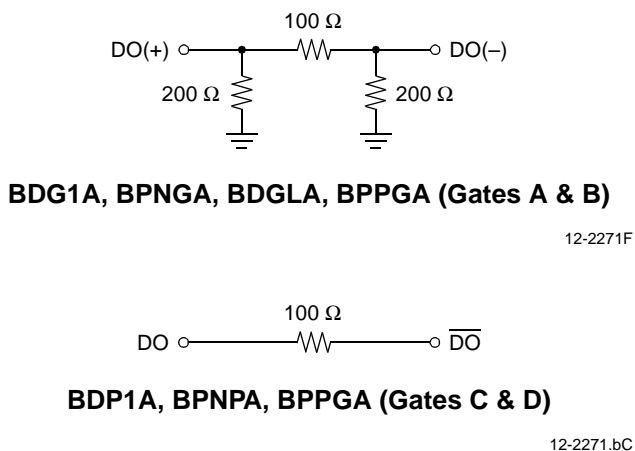 100 Ω
DO(+) DO(–)
200 Ω 200 Ω
BDG1A, BPNGA, BDGLA, BPPGA (Gates A & B)
12-2271F
100 Ω
DO D̅O̅
BDP1A, BPNPA, BPPGA (Gates C & D)
12-2271.bC